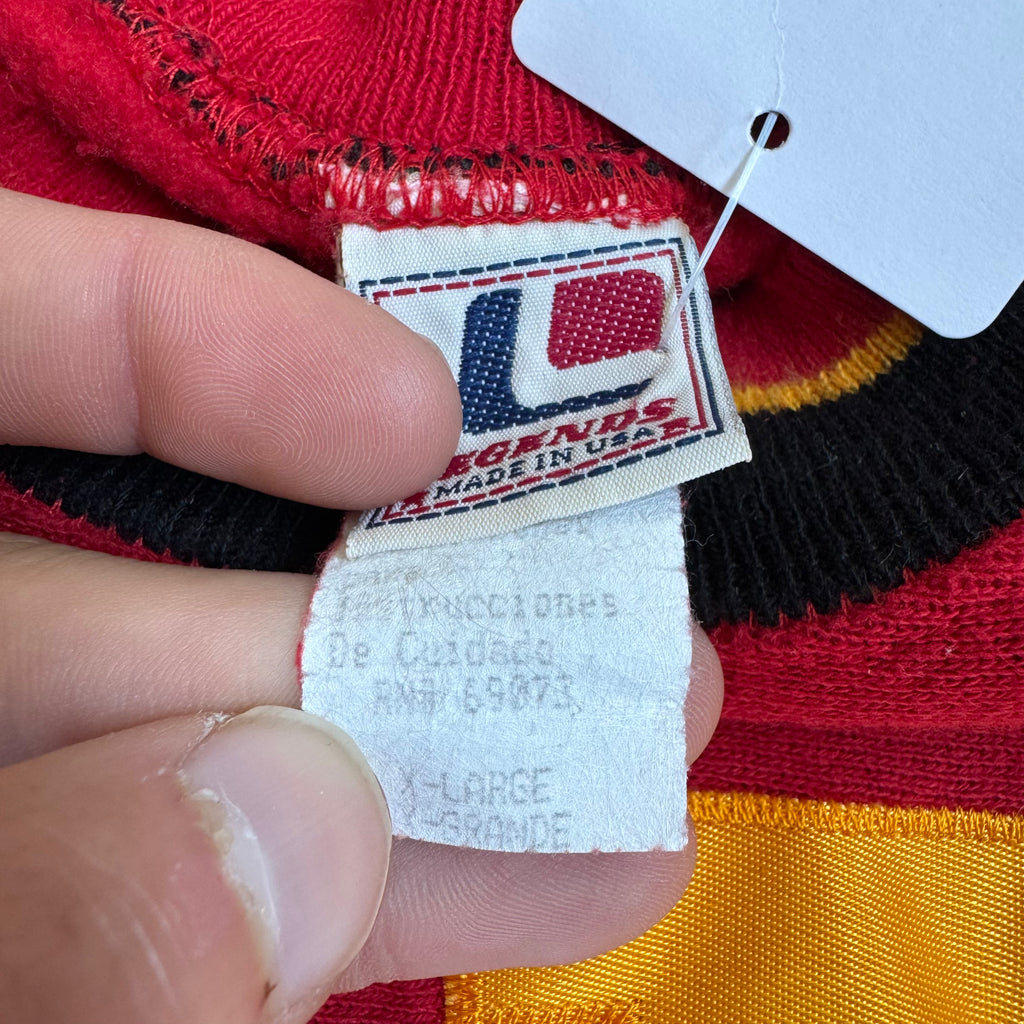 LEGENDS
MADE IN USA
Instrucciones
De Cuidado
RN# 69073
X-LARGE
X-GRANDE